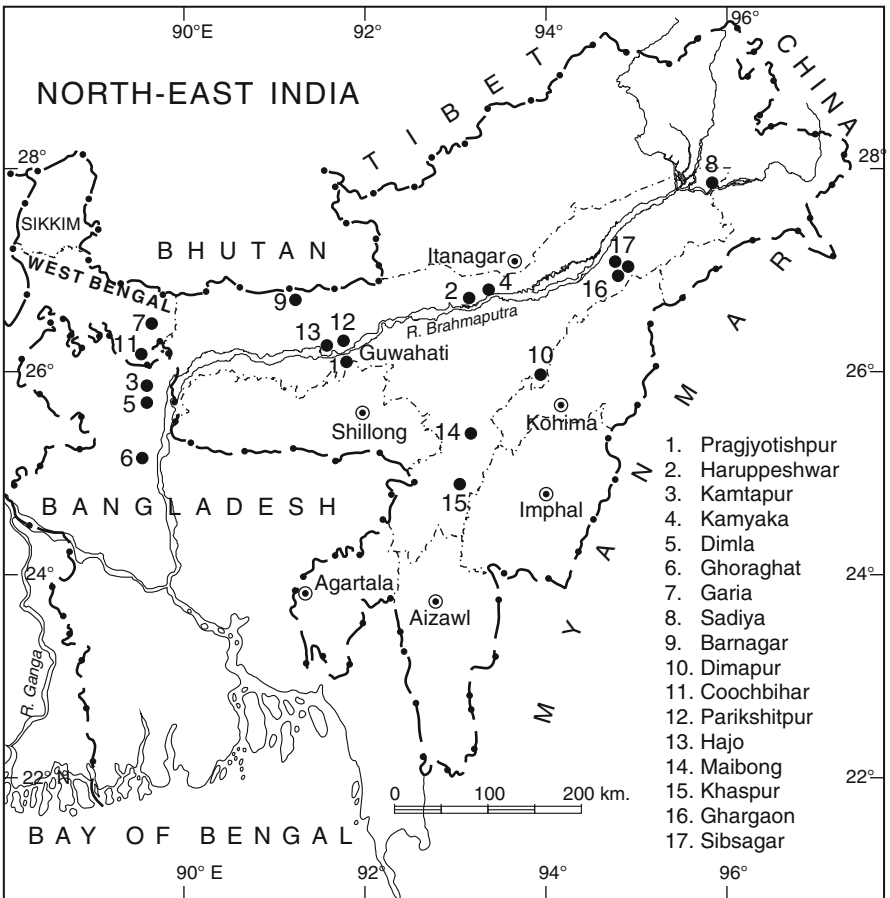 90°E 92° 94° 96°
NORTH-EAST INDIA
TIBET
CHINA
28° 28°
8
SIKKIM
BHUTAN
Itanagar
17
WEST BENGAL
9
2 4
16
7
R. Brahmaputra
13 12
11
Guwahati
1
26° 26°
3
10
5
Shillong
Kohima
14
6
1. Pragjyotishpur
2. Haruppeshwar
3. Kamtapur
4. Kamyaka
5. Dimla
6. Ghoraghat
7. Garia
8. Sadiya
9. Barnagar
10. Dimapur
11. Coochbihar
12. Parikshitpur
13. Hajo
14. Maibong
15. Khaspur
16. Ghargaon
17. Sibsagar
15
Imphal
BANGLADESH
MYANMAR
24° 24°
Agartala
Aizawl
R. Ganga
22° N 22°
0 100 200 km.
BAY OF BENGAL
90° E 92° 94° 96°